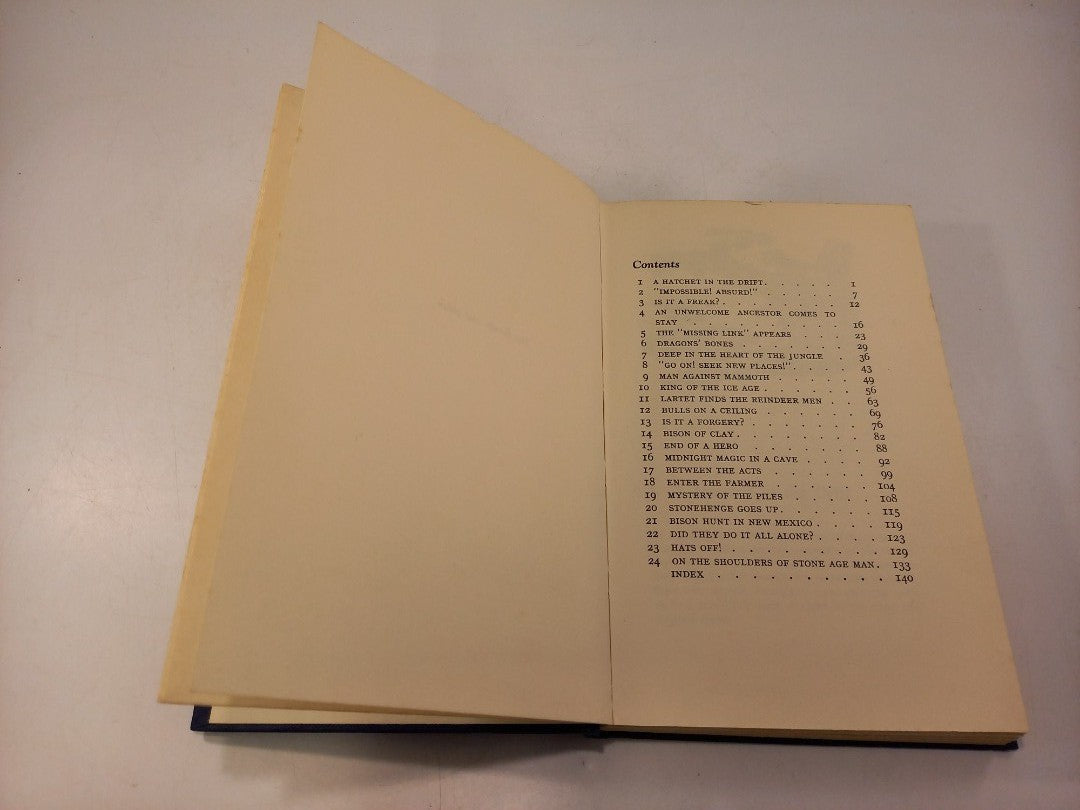 Contents
1 A HATCHET IN THE DRIFT. . . . . 1
2 "IMPOSSIBLE! ABSURD!" . . . . . 7
3 IS IT A FREAK? . . . . . . . 12
4 AN UNWELCOME ANCESTOR COMES TO
STAY . . . . . . . . . . 16
5 THE "MISSING LINK" APPEARS . . . 23
6 DRAGONS' BONES . . . . . . . 29
7 DEEP IN THE HEART OF THE JUNGLE . 36
8 "GO ON! SEEK NEW PLACES!" . . . . 43
9 MAN AGAINST MAMMOTH . . . . . 49
10 KING OF THE ICE AGE . . . . . . 56
11 LARTET FINDS THE REINDEER MEN . . 63
12 BULLS ON A CEILING . . . . . . 69
13 IS IT A FORGERY? . . . . . . . 76
14 BISON OF CLAY . . . . . . . . 82
15 END OF A HERO . . . . . . . 88
16 MIDNIGHT MAGIC IN A CAVE . . . . 92
17 BETWEEN THE ACTS . . . . . . 99
18 ENTER THE FARMER . . . . . . 104
19 MYSTERY OF THE PILES . . . . . 108
20 STONEHENGE GOES UP . . . . . . 115
21 BISON HUNT IN NEW MEXICO . . . . 119
22 DID THEY DO IT ALL ALONE? . . . . 123
23 HATS OFF! . . . . . . . . . 129
24 ON THE SHOULDERS OF STONE AGE MAN . 133
INDEX . . . . . . . . . . 140